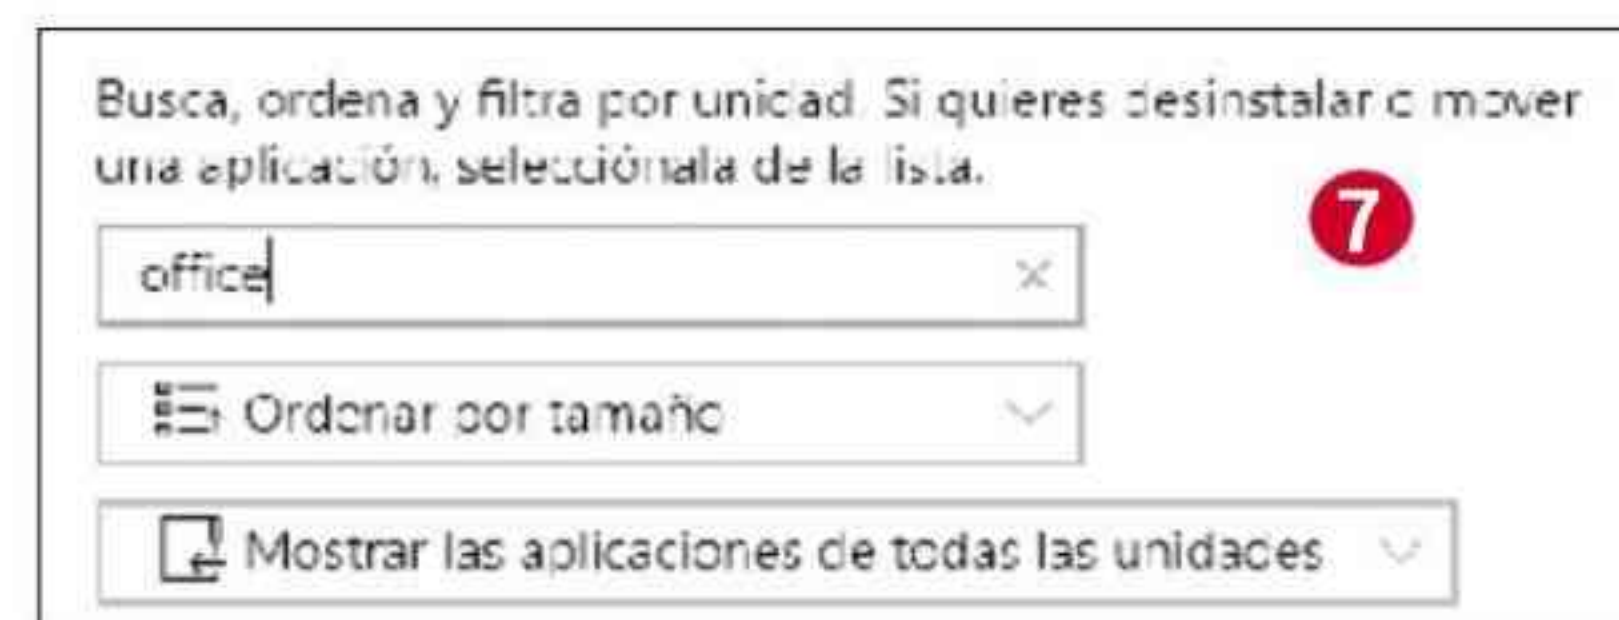 Busca, ordena y filtra por unidad. Si quieres desinstalar o mover
una aplicación, selecciónala de la lista.
7
office
Ordenar por tamaño
Mostrar las aplicaciones de todas las unidades